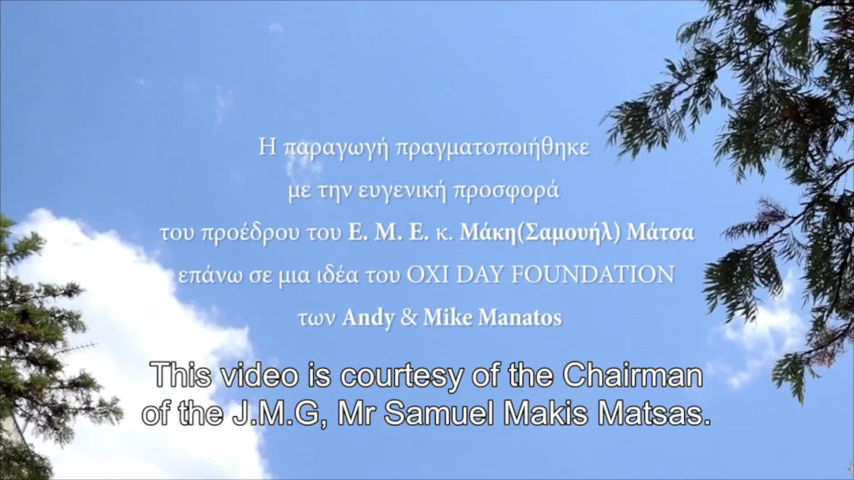 Η παραγωγή πραγματοποιήθηκε
με την ευγενική προσφορά
του προέδρου του Ε. Μ. Ε. κ. Μάκη(Σαμουήλ) Μάτσα
επάνω σε μια ιδέα του OXI DAY FOUNDATION
των Andy & Mike Manatos
This video is courtesy of the Chairman
of the J.M.G, Mr Samuel Makis Matsas.